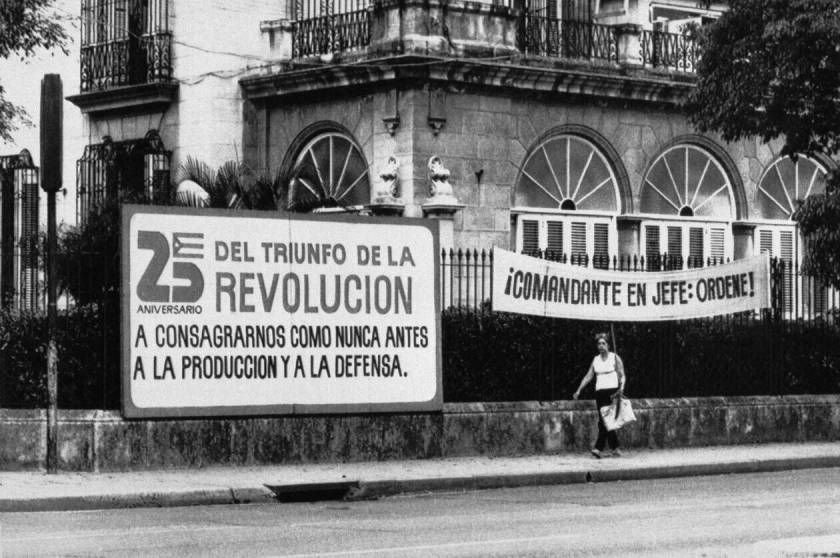 25 DEL TRIUNFO DE LA
ANIVERSARIO REVOLUCION
A CONSAGRARNOS COMO NUNCA ANTES
A LA PRODUCCION Y A LA DEFENSA.
¡COMANDANTE EN JEFE: ORDENE!